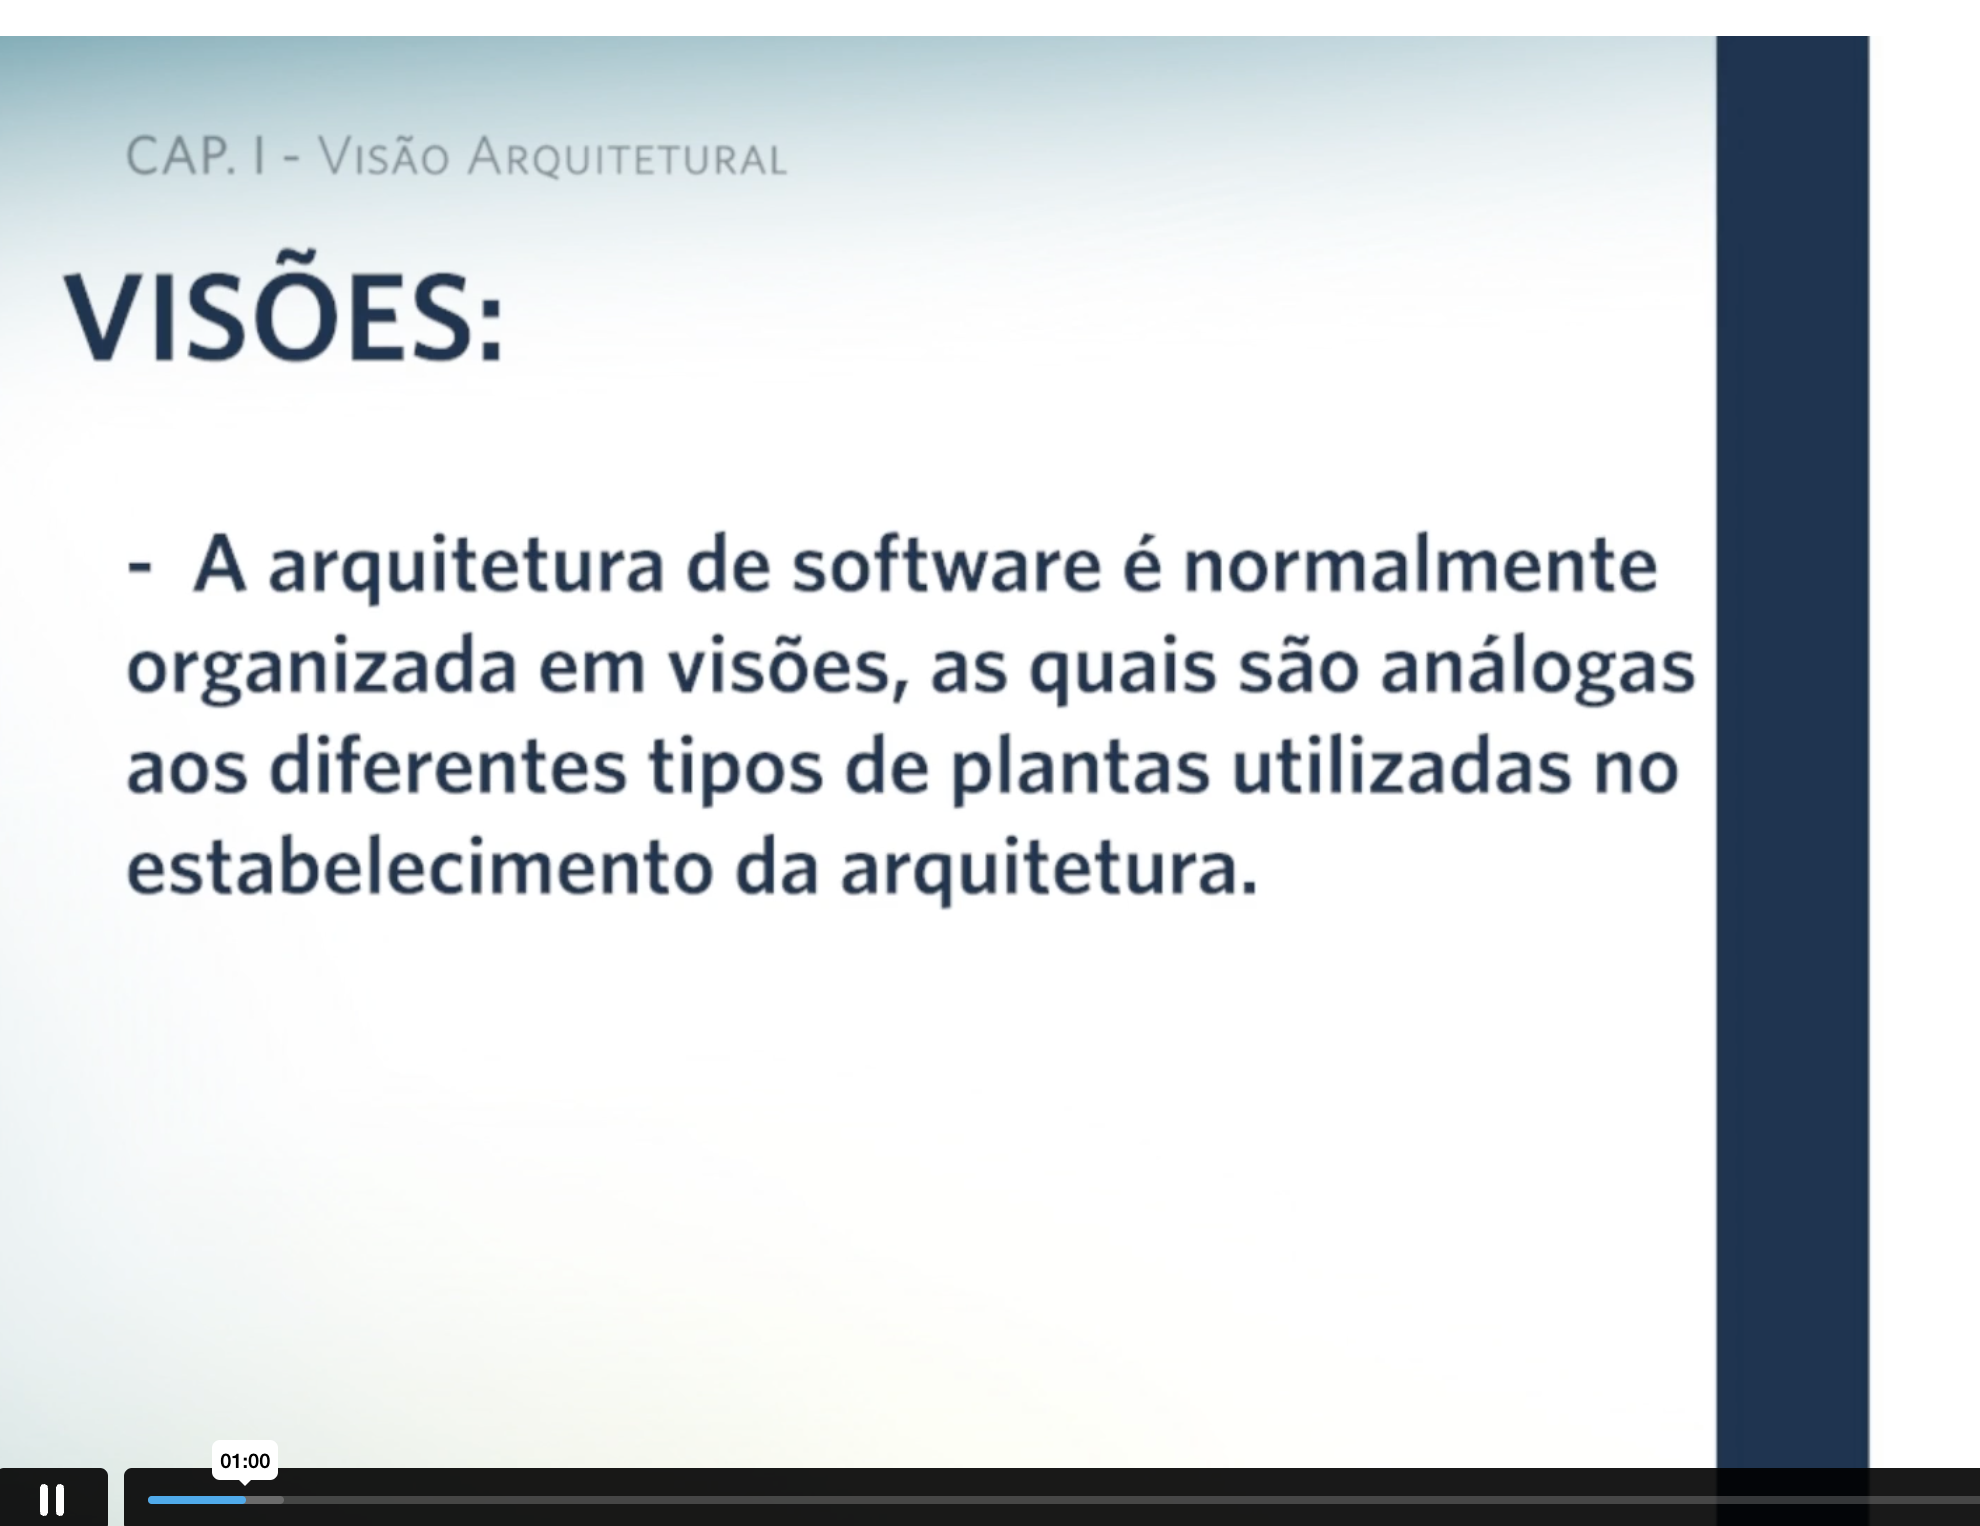 CAP. I - VISÃO ARQUITETURAL
VISÕES:
- A arquitetura de software é normalmente
organizada em visões, as quais são análogas
aos diferentes tipos de plantas utilizadas no
estabelecimento da arquitetura.
01:00